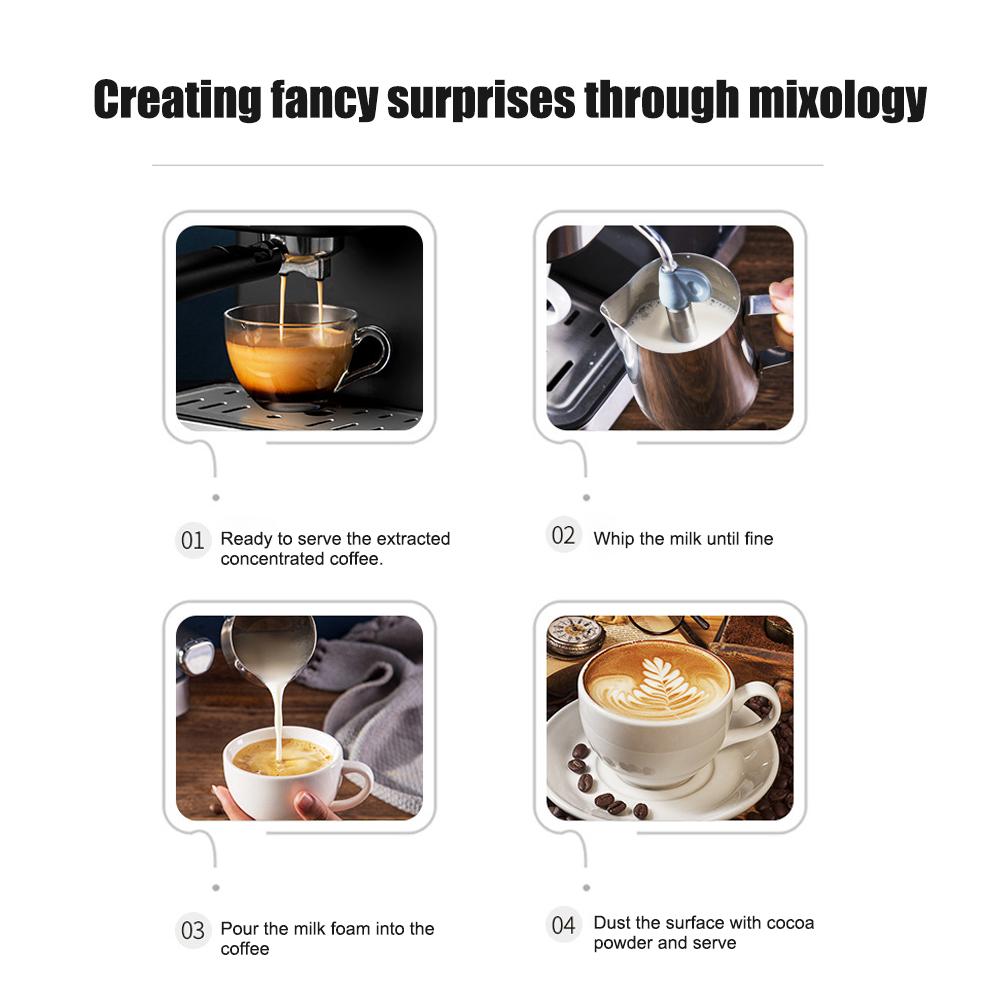 Creating fancy surprises through mixology
01 Ready to serve the extracted
concentrated coffee.
02 Whip the milk until fine
03 Pour the milk foam into the
coffee
04 Dust the surface with cocoa
powder and serve